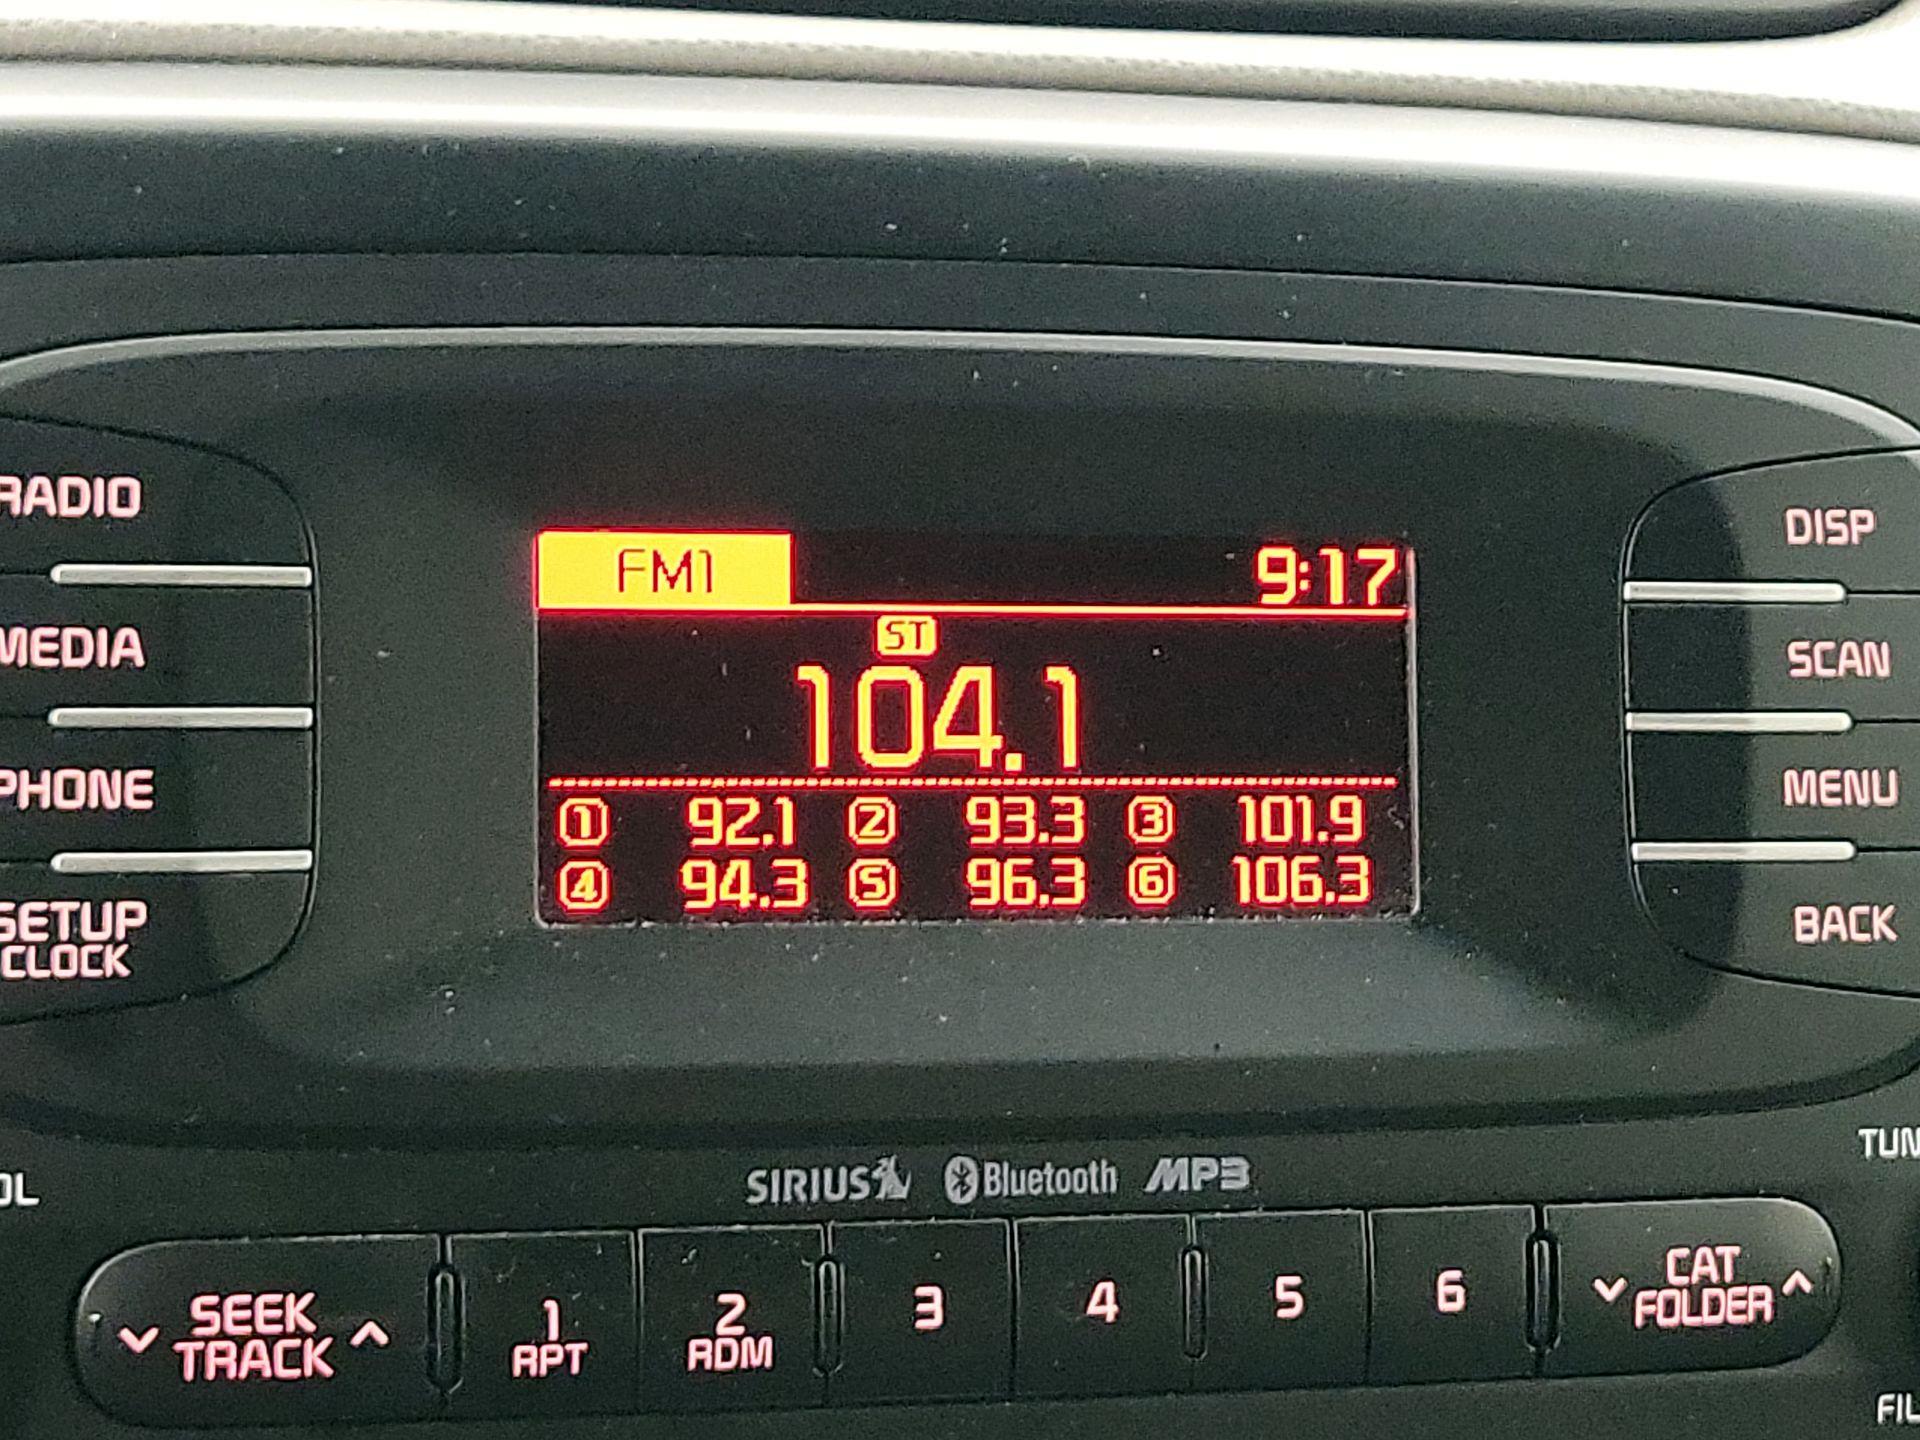 RADIO
MEDIA
PHONE
SETUP
CLOCK
FM1 9:17
ST
104.1
1 92.1 2 93.3 3 101.9
4 94.3 5 96.3 6 106.3
DISP
SCAN
MENU
BACK
SIRIUS Bluetooth MP3
SEEK
TRACK
1
RPT
2
RDM
3
4
5
6
CAT
FOLDER